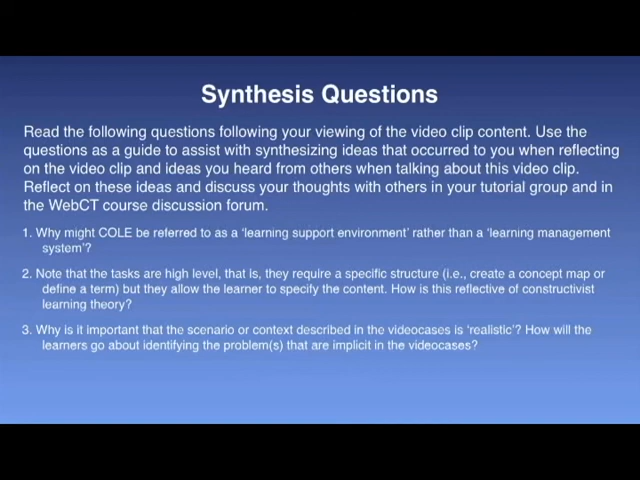 Synthesis Questions
Read the following questions following your viewing of the video clip content. Use the
questions as a guide to assist with synthesizing ideas that occurred to you when reflecting
on the video clip and ideas you heard from others when talking about this video clip.
Reflect on these ideas and discuss your thoughts with others in your tutorial group and in
the WebCT course discussion forum.
1. Why might COLE be referred to as a ‘learning support environment’ rather than a ‘learning management
system’?
2. Note that the tasks are high level, that is, they require a specific structure (i.e., create a concept map or
define a term) but they allow the learner to specify the content. How is this reflective of constructivist
learning theory?
3. Why is it important that the scenario or context described in the videocases is ‘realistic’? How will the
learners go about identifying the problem(s) that are implicit in the videocases?